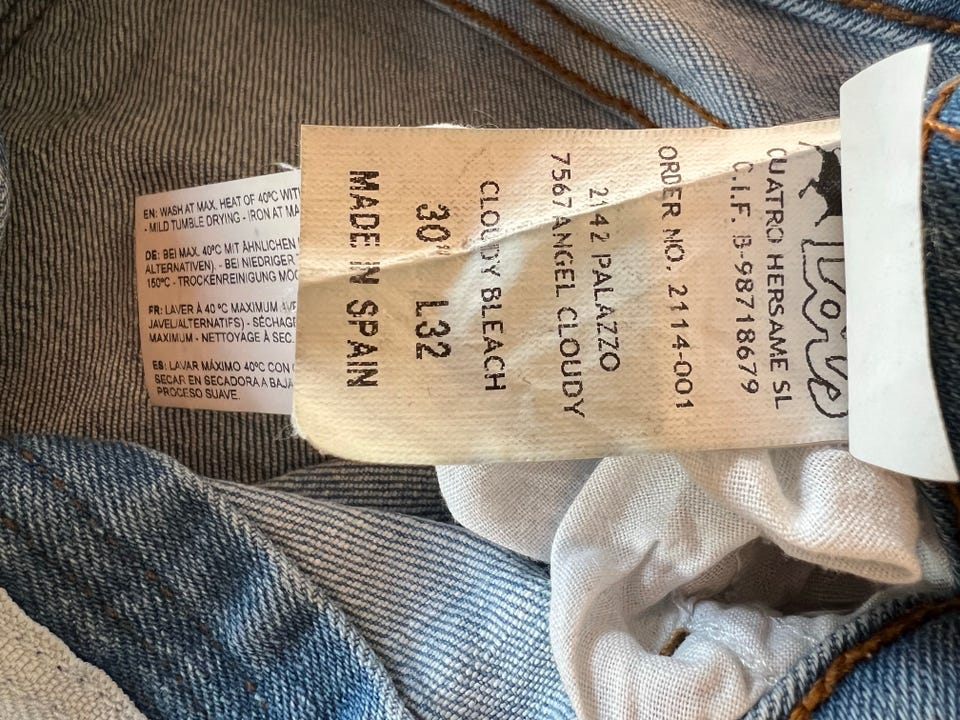 Lois
CUATRO HERSAME SL
C.I.F. B-98718679
ORDER NO. 2114-001
2142 PALAZZO
7567 ANGEL CLOUDY
CLOUDY BLEACH
30" L32
MADE IN SPAIN
EN: WASH AT MAX. HEAT OF 40ºC
- MILD TUMBLE DRYING - IRON AT
DE: BEI MAX. 40ºC MIT ÄHNLICHEN
ALTERNATIVEN). - BEI NIEDRIGER
150ºC - TROCKENREINIGUNG
FR: LAVER À 40 ºC MAXIMUM
JAVEL/ALTERNATIFS) - SÉCHAGE
MAXIMUM - NETTOYAGE À SEC.
ES: LAVAR MÁXIMO 40ºC CON
SECAR EN SECADORA A BAJA
PROCESO SUAVE.